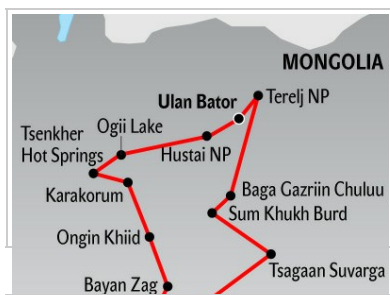 MONGOLIA
Ulan Bator
Terelj NP
Ogii Lake
Tsenkher
Hot Springs
Hustai NP
Karakorum
Baga Gazriin Chuluu
Sum Khukh Burd
Ongin Khiid
Tsagaan Suvarga
Bayan Zag